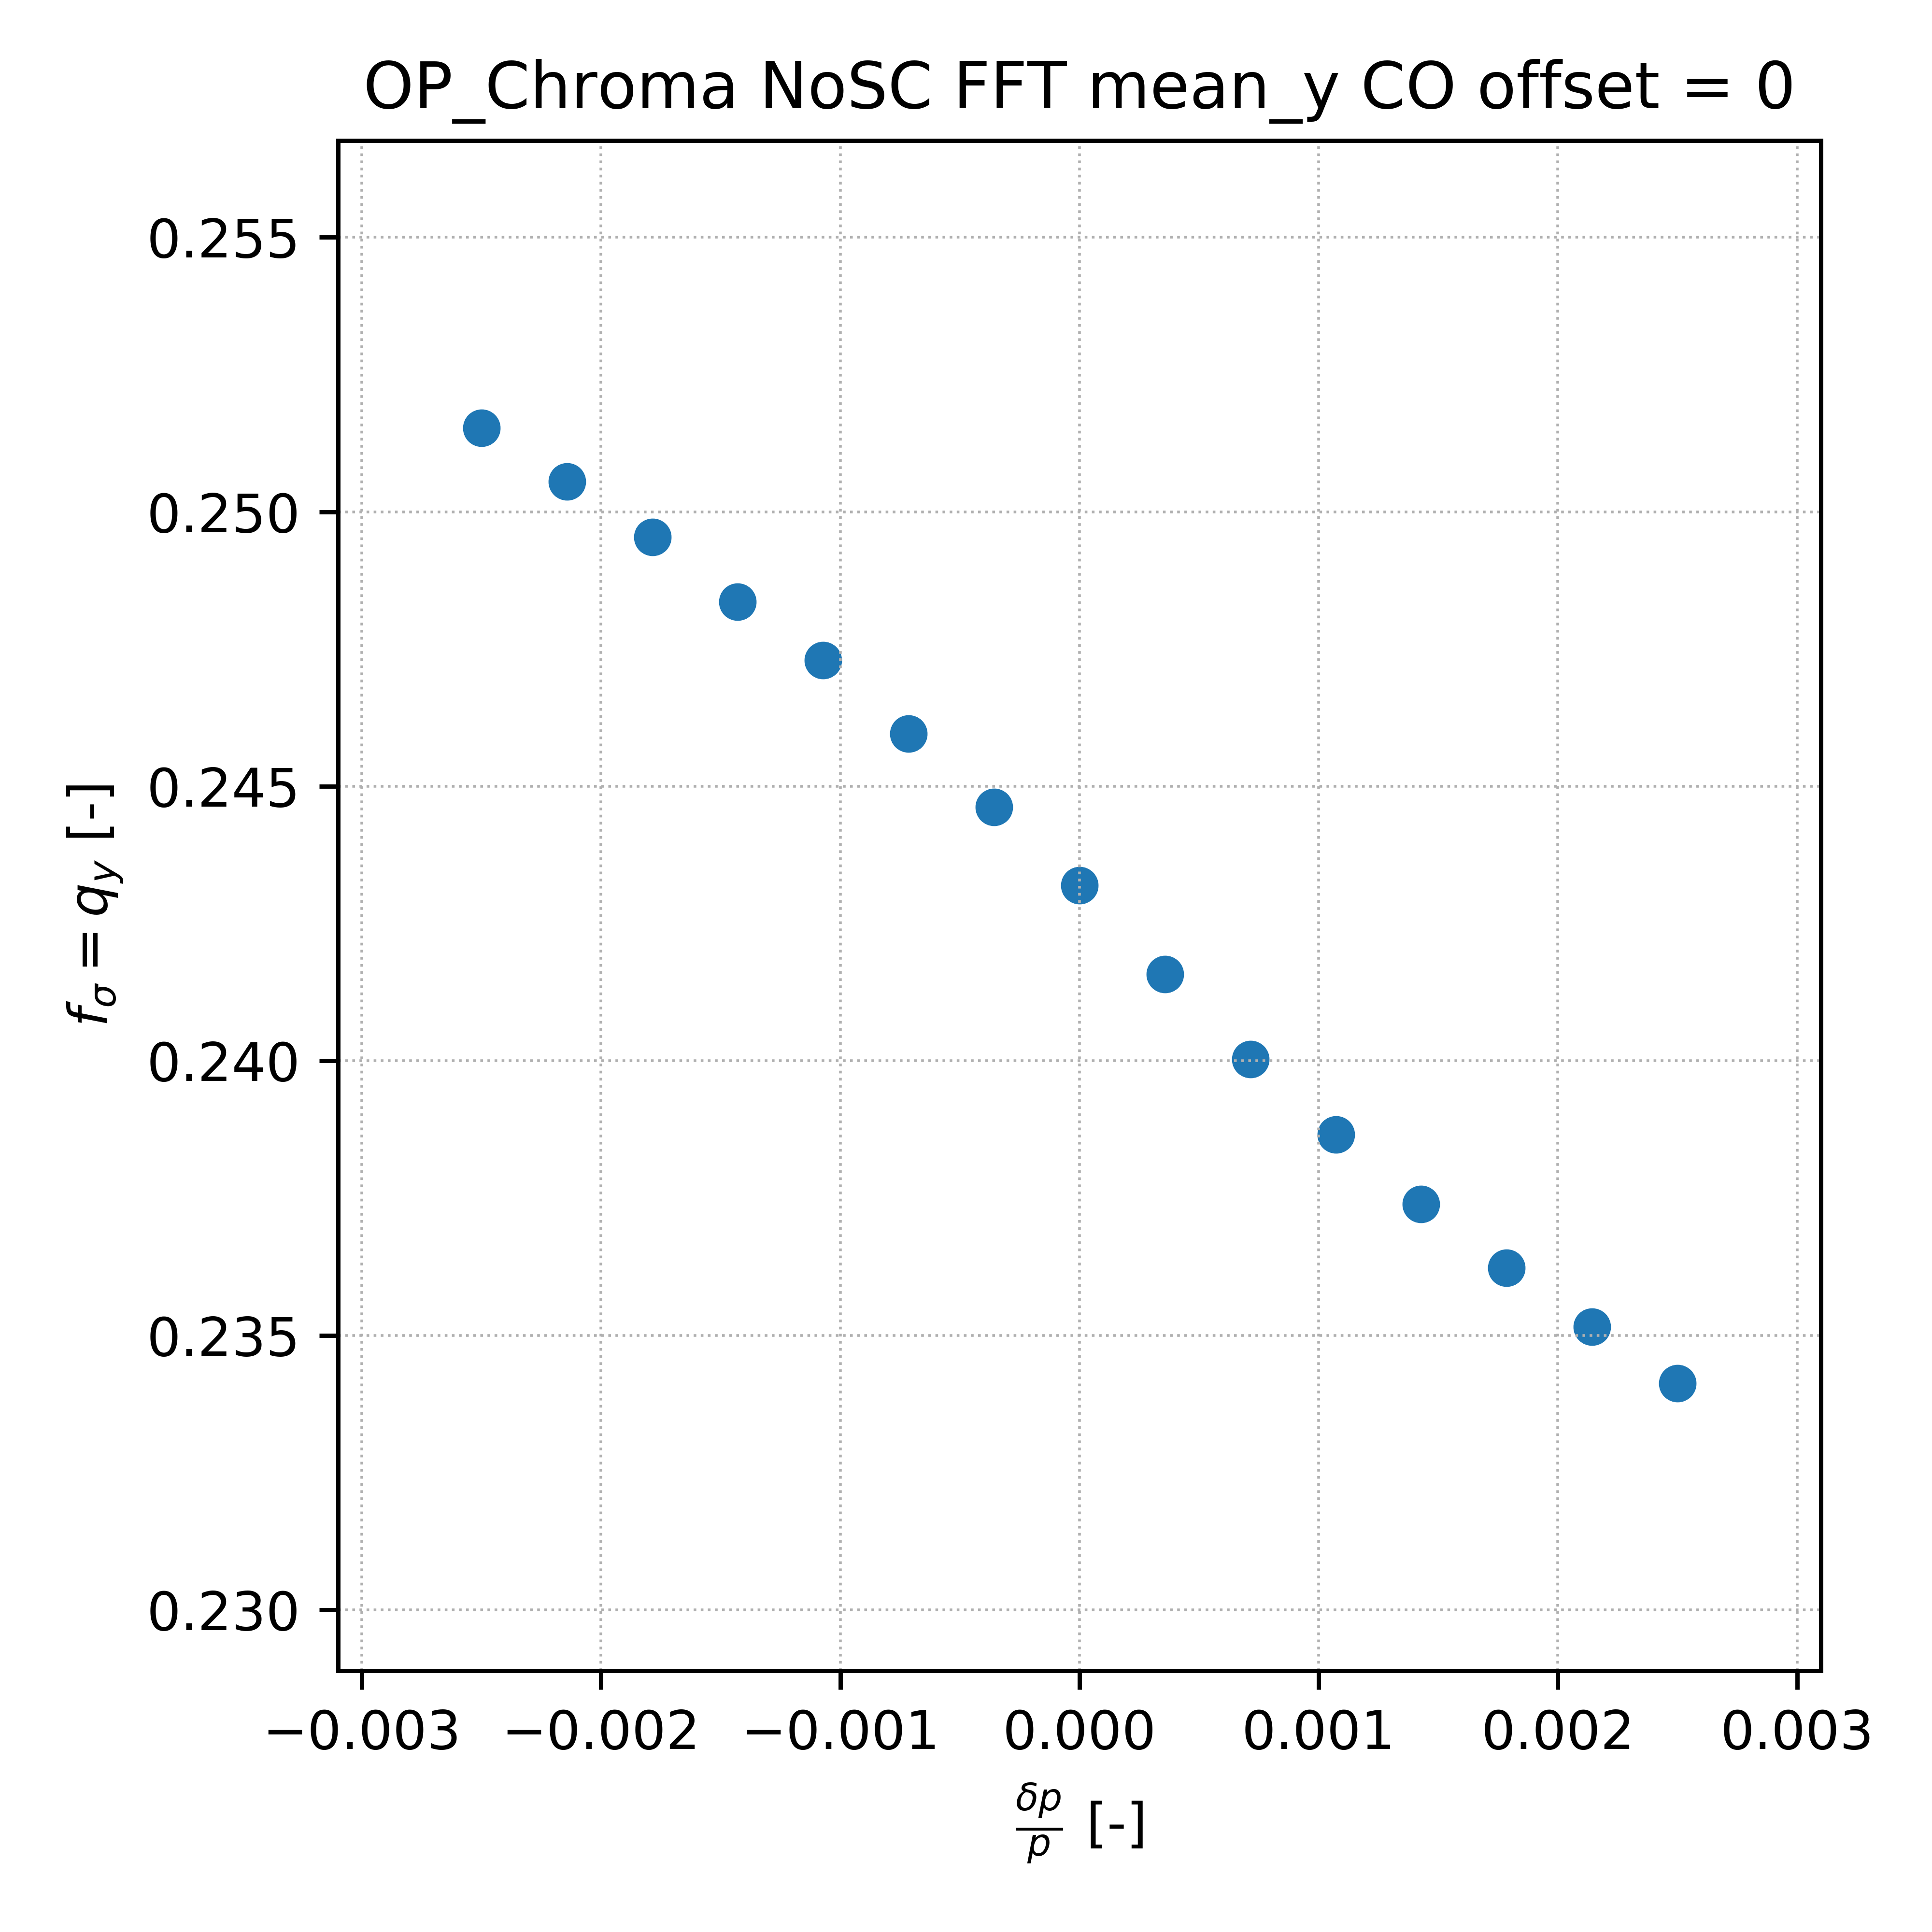 OP_Chroma NoSC FFT mean_y CO offset = 0
0.255
0.250
0.245
0.240
0.235
0.230
f_σ = q_y [-]
−0.003 −0.002 −0.001 0.000 0.001 0.002 0.003
δp/p [-]